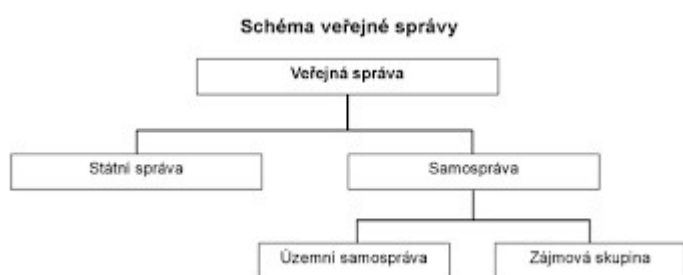 Schéma veřejné správy
Veřejná správa
Státní správa
Samospráva
Územní samospráva
Zájmová skupina